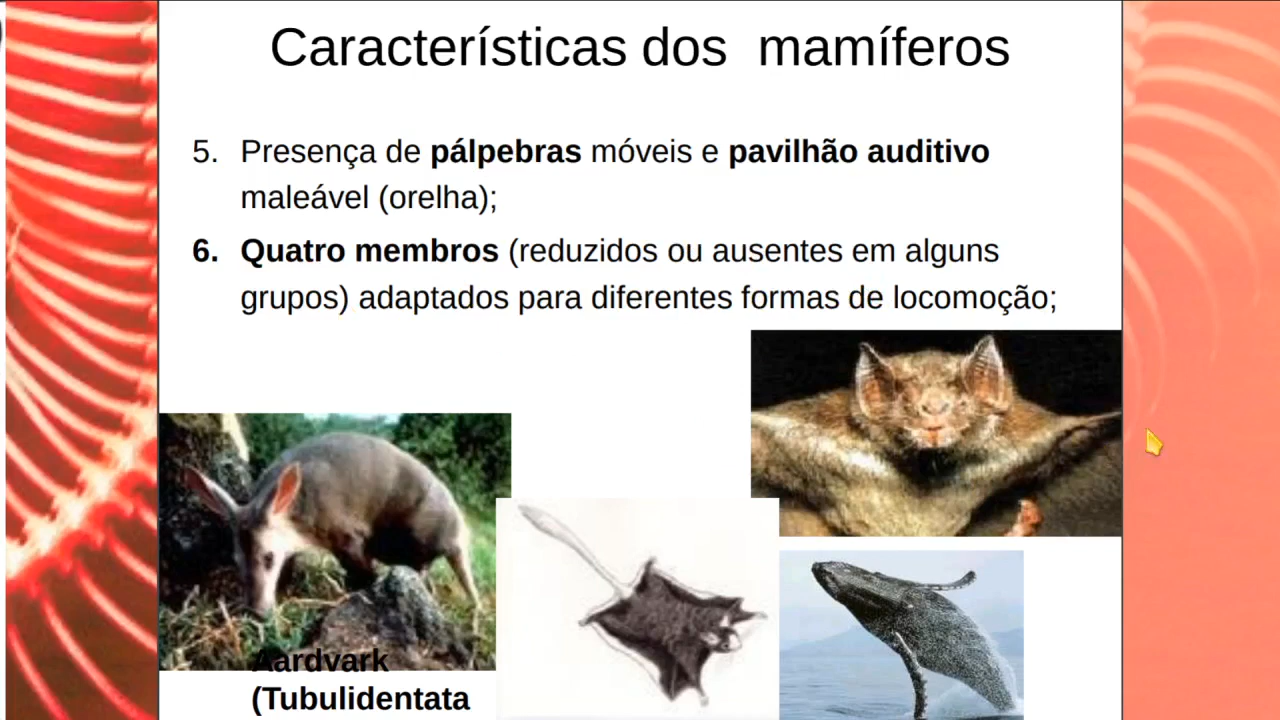 Características dos  mamíferos
5. Presença de pálpebras móveis e pavilhão auditivo
maleável (orelha);
6. Quatro membros (reduzidos ou ausentes em alguns
grupos) adaptados para diferentes formas de locomoção;
Aardvark
(Tubulidentata